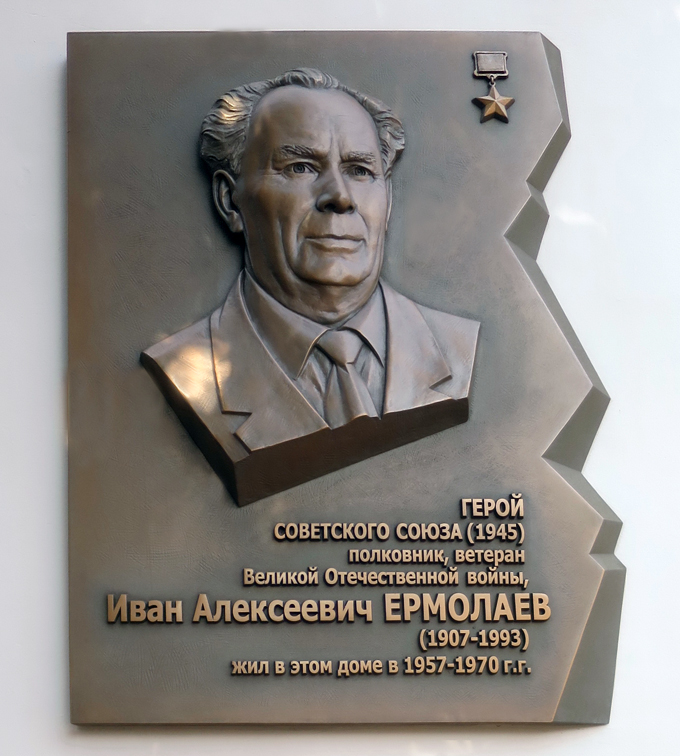 ГЕРОЙ
СОВЕТСКОГО СОЮЗА (1945)
полковник, ветеран
Великой Отечественной войны,
Иван Алексеевич ЕРМОЛАЕВ
(1907-1993)
жил в этом доме в 1957-1970 г.г.